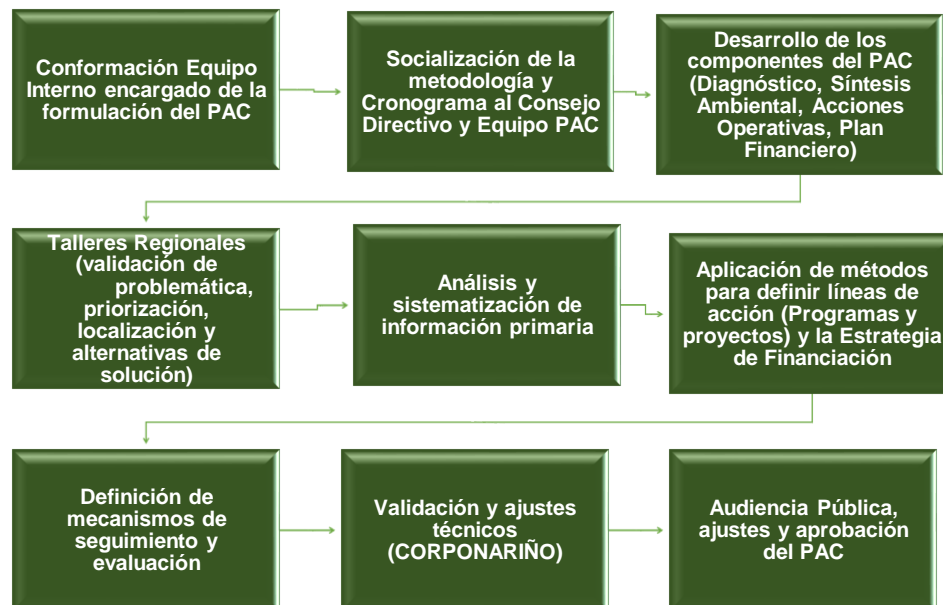 Conformación Equipo
Interno encargado de la
formulación del PAC
Socialización de la
metodología y
Cronograma al Consejo
Directivo y Equipo PAC
Desarrollo de los
componentes del PAC
(Diagnóstico, Síntesis
Ambiental, Acciones
Operativas, Plan
Financiero)
Talleres Regionales
(validación de
problemática,
priorización,
localización y
alternativas de
solución)
Análisis y
sistematización de
información primaria
Aplicación de métodos
para definir líneas de
acción (Programas y
proyectos) y la Estrategia
de Financiación
Definición de
mecanismos de
seguimiento y
evaluación
Validación y ajustes
técnicos
(CORPONARIÑO)
Audiencia Pública,
ajustes y aprobación
del PAC